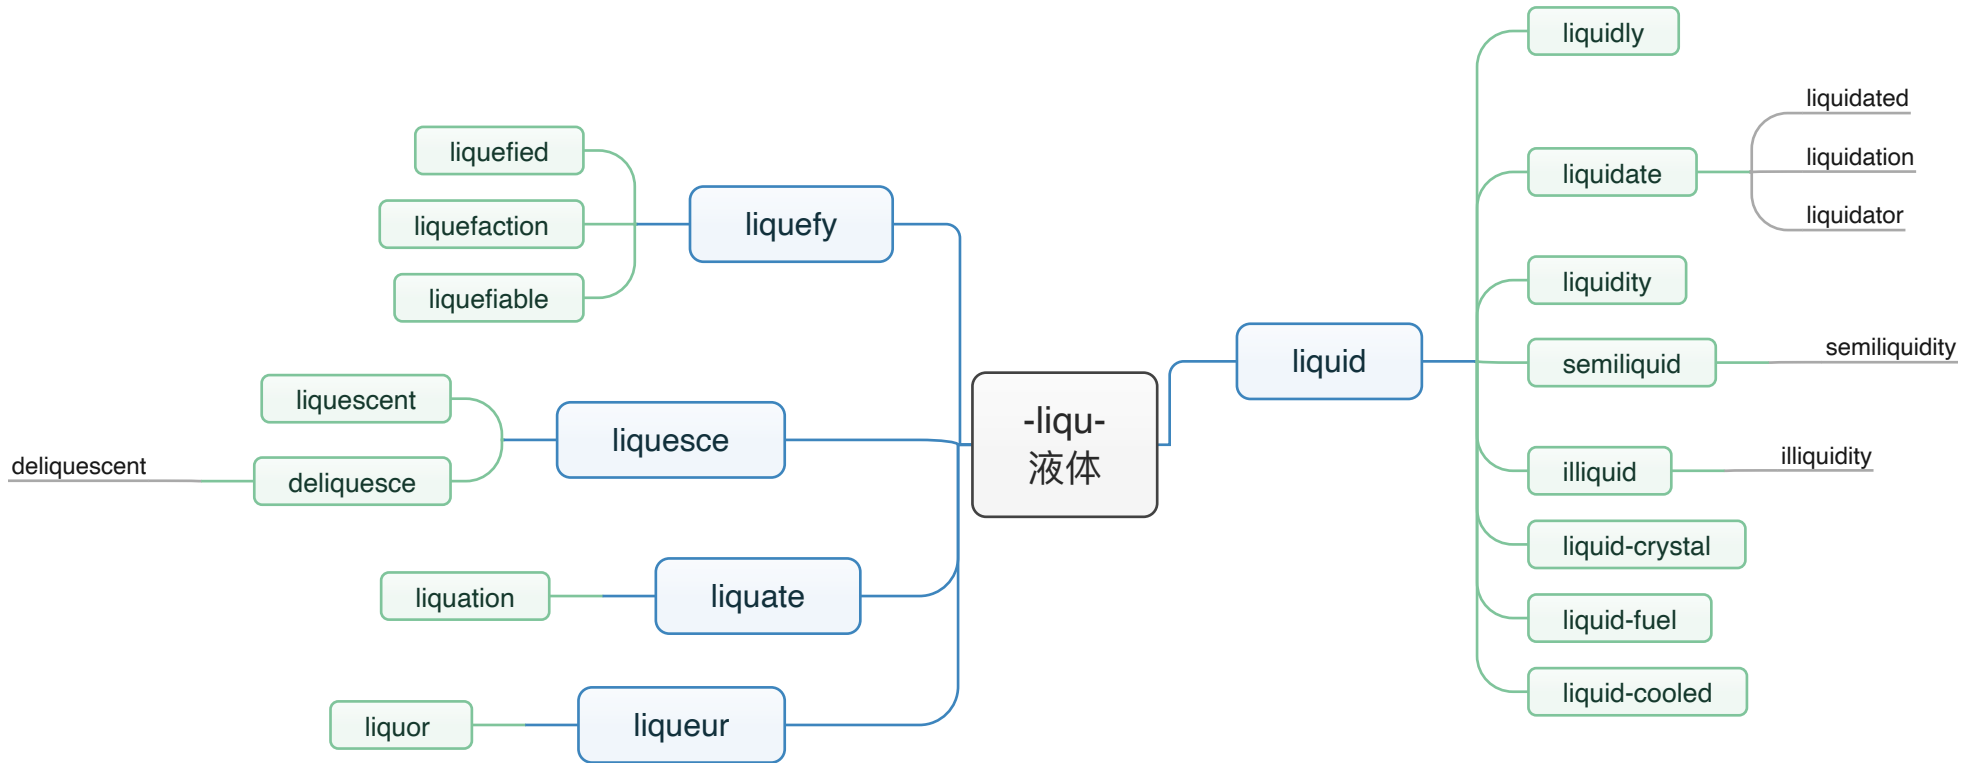 -liqu-
液体
liquefy
liquefied
liquefaction
liquefiable
liquesce
liquescent
deliquesce
deliquescent
liquate
liquation
liqueur
liquor
liquid
liquidly
liquidate
liquidated
liquidation
liquidator
liquidity
semiliquid
semiliquidity
illiquid
illiquidity
liquid-crystal
liquid-fuel
liquid-cooled